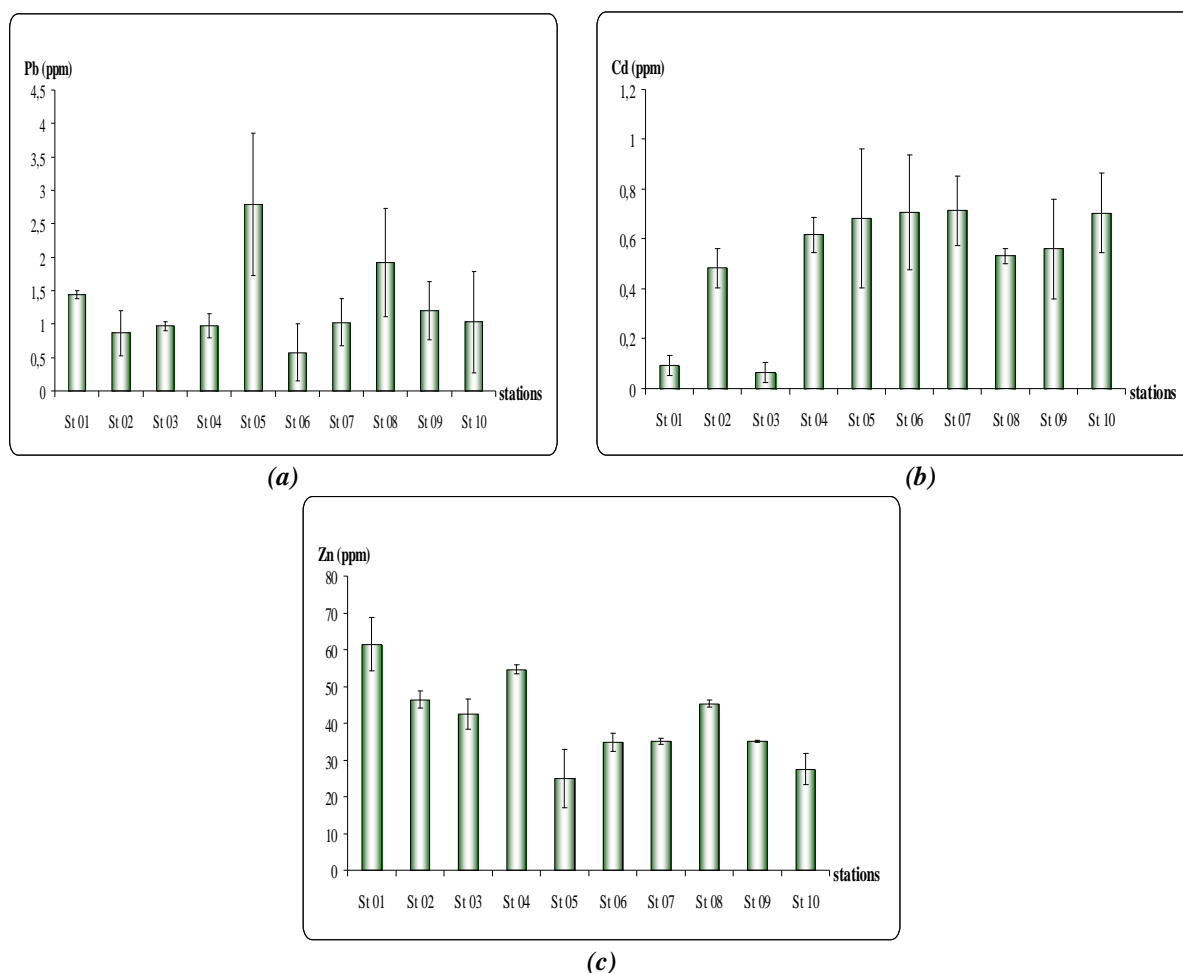 Pb (ppm)
4,5
4
3,5
3
2,5
2
1,5
1
0,5
0
stations
St 01 St 02 St 03 St 04 St 05 St 06 St 07 St 08 St 09 St 10
(a)
Cd (ppm)
1,2
1
0,8
0,6
0,4
0,2
0
stations
St 01 St 02 St 03 St 04 St 05 St 06 St 07 St 08 St 09 St 10
(b)
Zn (ppm)
80
70
60
50
40
30
20
10
0
stations
St 01 St 02 St 03 St 04 St 05 St 06 St 07 St 08 St 09 St 10
(c)